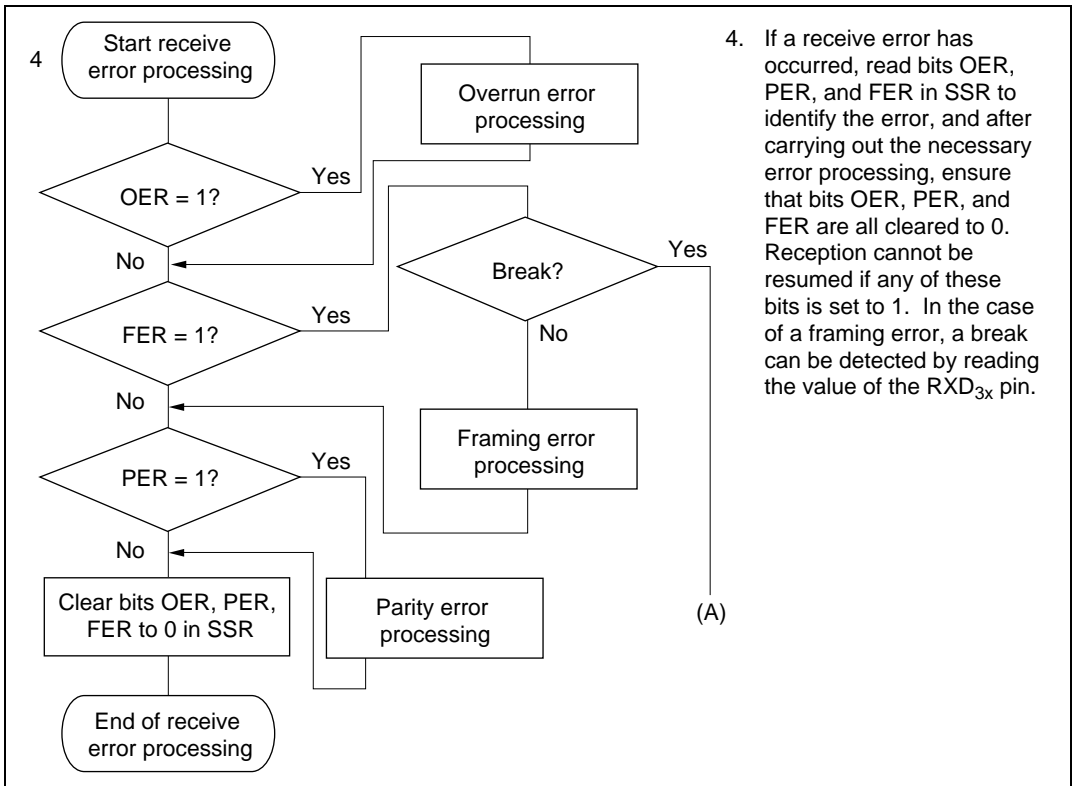 4
Start receive
error processing
Overrun error
processing
OER = 1?
Yes
No
Break?
Yes
No
FER = 1?
Yes
No
Framing error
processing
PER = 1?
Yes
No
Clear bits OER, PER,
FER to 0 in SSR
Parity error
processing
(A)
End of receive
error processing
4. If a receive error has
occurred, read bits OER,
PER, and FER in SSR to
identify the error, and after
carrying out the necessary
error processing, ensure
that bits OER, PER, and
FER are all cleared to 0.
Reception cannot be
resumed if any of these
bits is set to 1. In the case
of a framing error, a break
can be detected by reading
the value of the RXD3x pin.